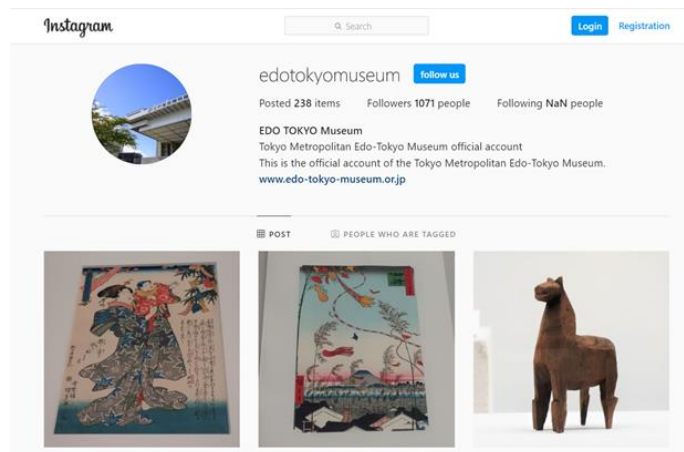 Instagram
Search
Login Registration
edotokyomuseum follow us
Posted 238 items Followers 1071 people Following NaN people
EDO TOKYO Museum
Tokyo Metropolitan Edo-Tokyo Museum official account
This is the official account of the Tokyo Metropolitan Edo-Tokyo Museum.
www.edo-tokyo-museum.or.jp
POST PEOPLE WHO ARE TAGGED